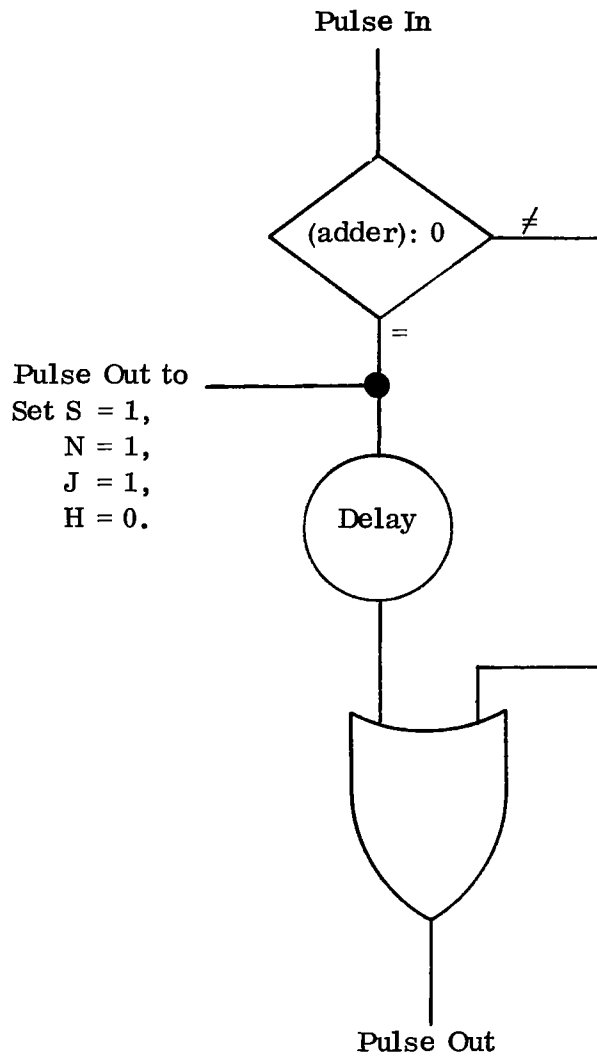 Pulse In
(adder): 0
≠
=
Pulse Out to
Set S = 1,
N = 1,
J = 1,
H = 0.
Delay
Pulse Out